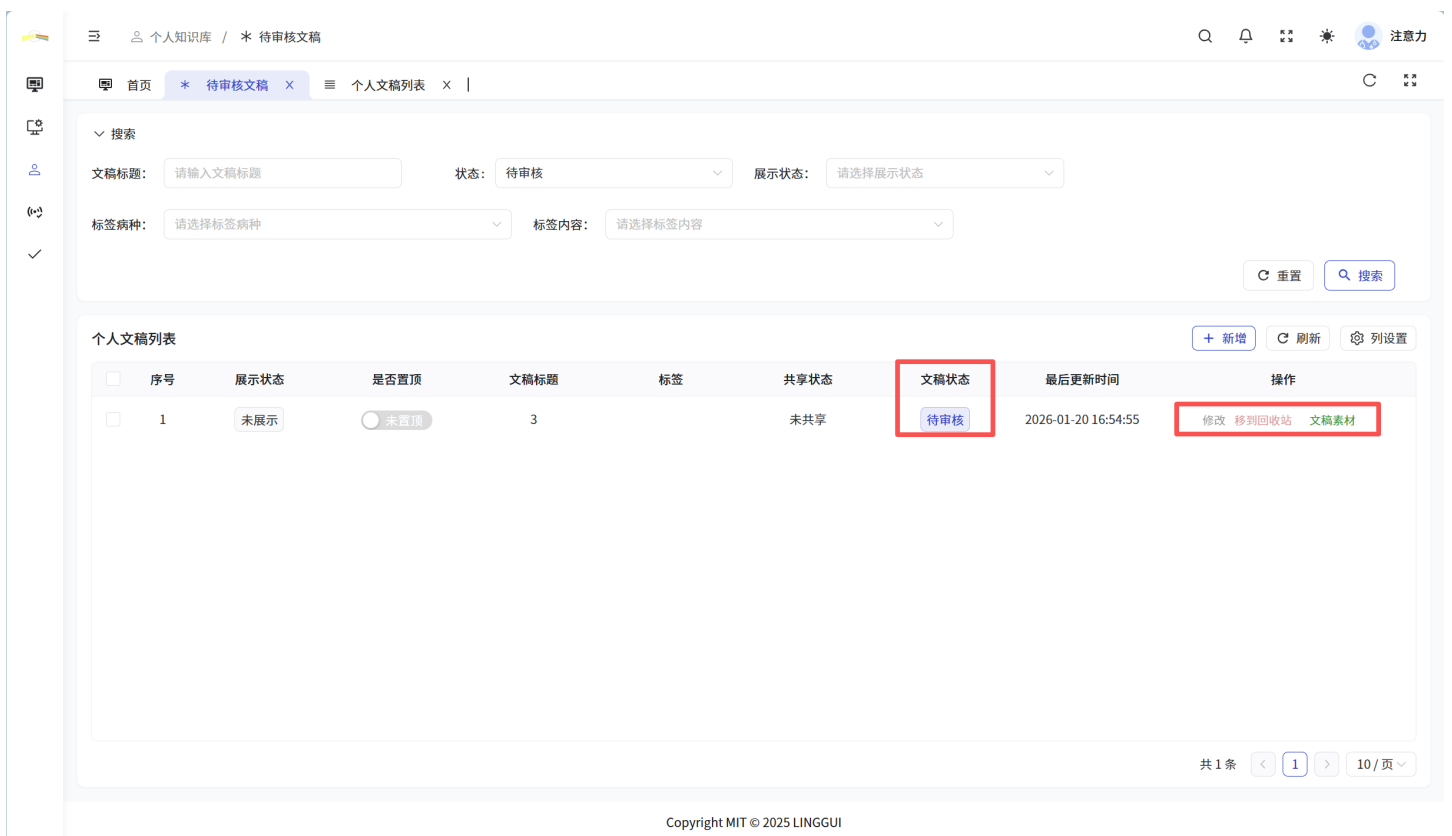 个人知识库 / 待审核文稿 注意力
首页 待审核文稿 X 个人文稿列表 X
搜索
文稿标题： 请输入文稿标题 状态： 待审核 展示状态： 请选择展示状态
标签病种： 请选择标签病种 标签内容： 请选择标签内容
重置 搜索
个人文稿列表 + 新增 刷新 列设置
序号 展示状态 是否置顶 文稿标题 标签 共享状态 文稿状态 最后更新时间 操作
1 未展示 未置顶 3 未共享 待审核 2026-01-20 16:54:55 修改 移到回收站 文稿素材
共 1 条 < 1 > 10 / 页
Copyright MIT © 2025 LINGGUI